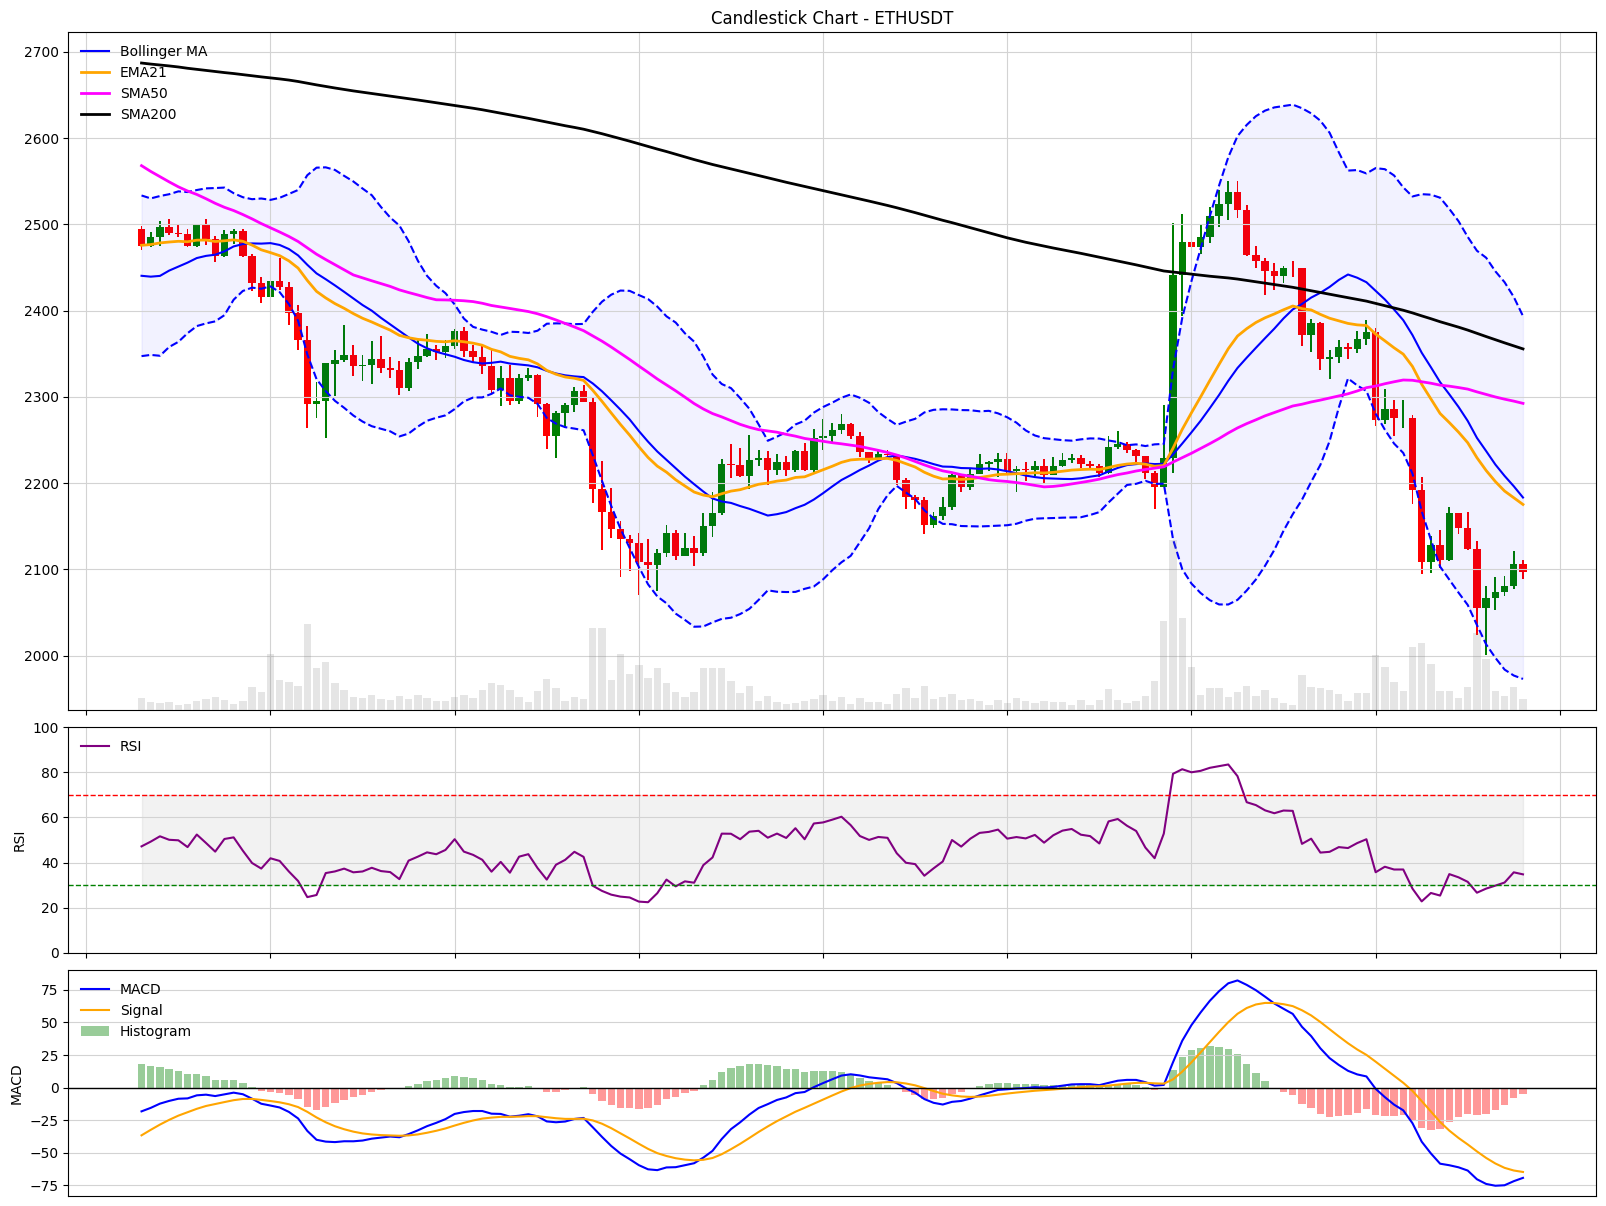 Candlestick Chart - ETHUSDT
Bollinger MA
EMA21
SMA50
SMA200
2700
2600
2500
2400
2300
2200
2100
2000
RSI
RSI
100
80
60
40
20
0
MACD
Signal
Histogram
MACD
75
50
25
0
−25
−50
−75